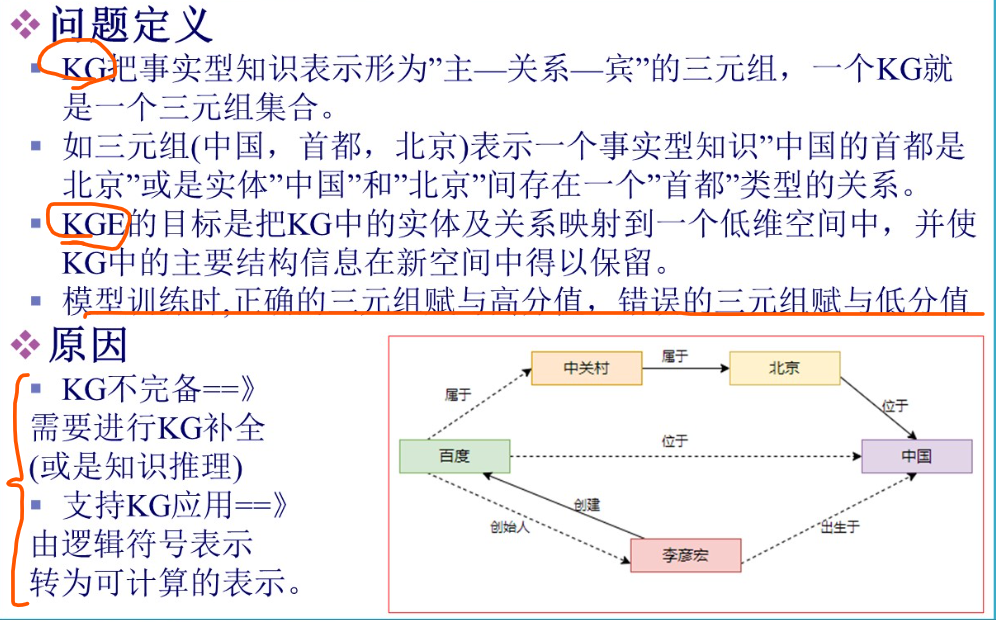 问题定义
KG把事实型知识表示形为”主—关系—宾”的三元组，一个KG就
是一个三元组集合。
如三元组(中国，首都，北京)表示一个事实型知识”中国的首都是
北京”或是实体”中国”和”北京”间存在一个”首都”类型的关系。
KGE的目标是把KG中的实体及关系映射到一个低维空间中，并使
KG中的主要结构信息在新空间中得以保留。
模型训练时,正确的三元组赋与高分值，错误的三元组赋与低分值
原因
KG不完备==》
需要进行KG补全
(或是知识推理)
支持KG应用==》
由逻辑符号表示
转为可计算的表示。
中关村
属于
北京
属于
位于
百度
位于
中国
创建
创始人
出生于
李彦宏